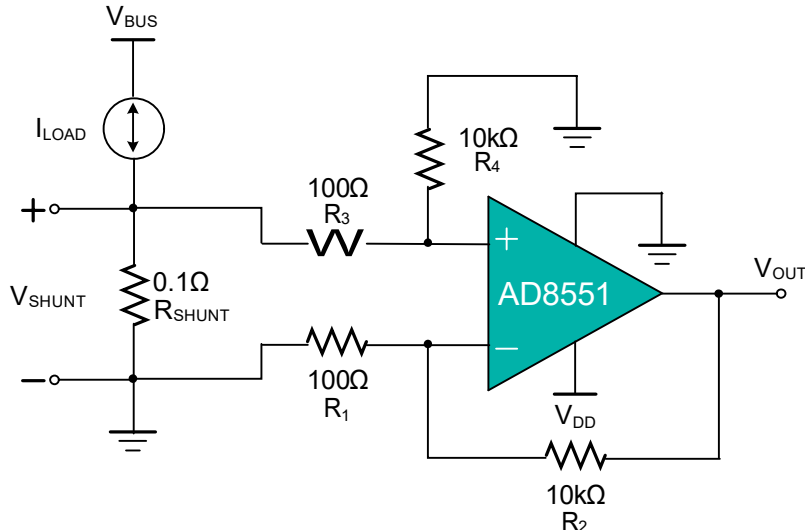 VBUS
ILOAD
10kΩ
R4
100Ω
R3
+
+
VSHUNT
0.1Ω
RSHUNT
AD8551
VOUT
−
−
100Ω
R1
VDD
10kΩ
R2